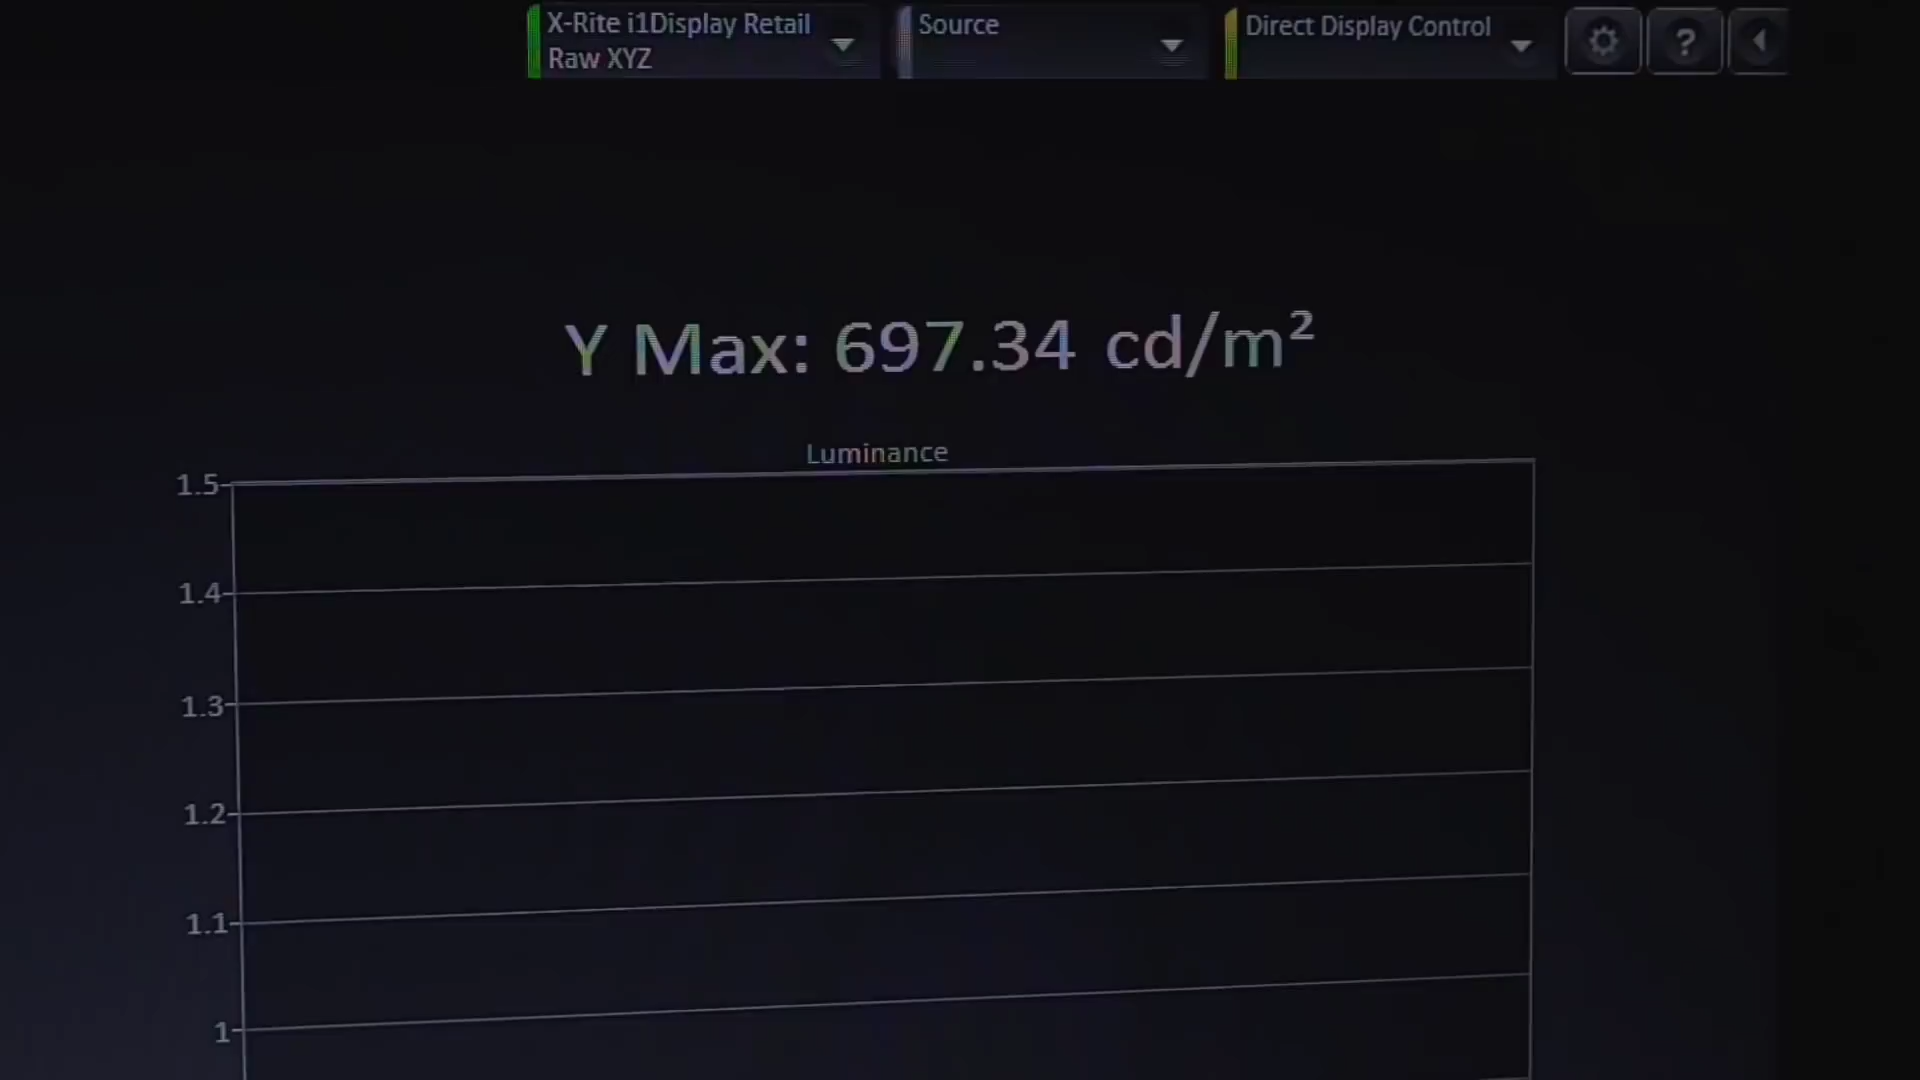 X-Rite i1Display Retail
Raw XYZ
Source
Direct Display Control
?
Y Max: 697.34 cd/m²
Luminance
1.5
1.4
1.3
1.2
1.1
1